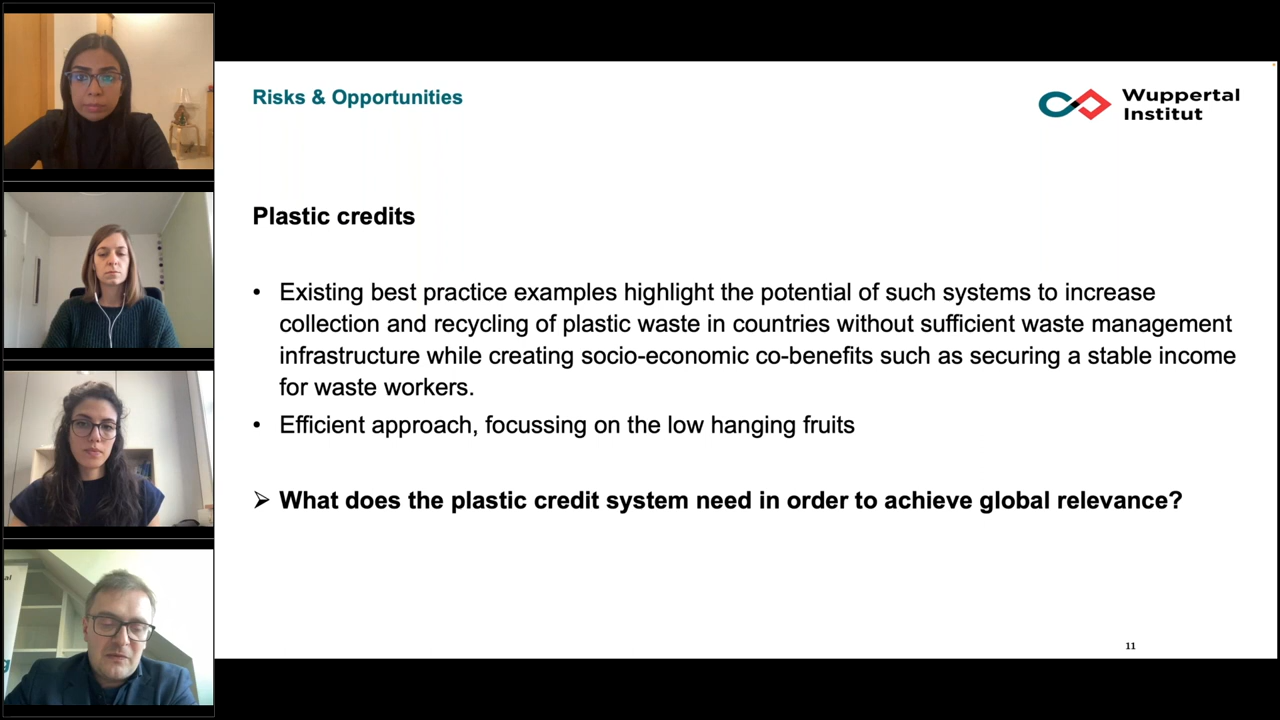 Risks & Opportunities
Wuppertal
Institut
Plastic credits
• Existing best practice examples highlight the potential of such systems to increase
collection and recycling of plastic waste in countries without sufficient waste management
infrastructure while creating socio-economic co-benefits such as securing a stable income
for waste workers.
• Efficient approach, focussing on the low hanging fruits
➢ What does the plastic credit system need in order to achieve global relevance?
11